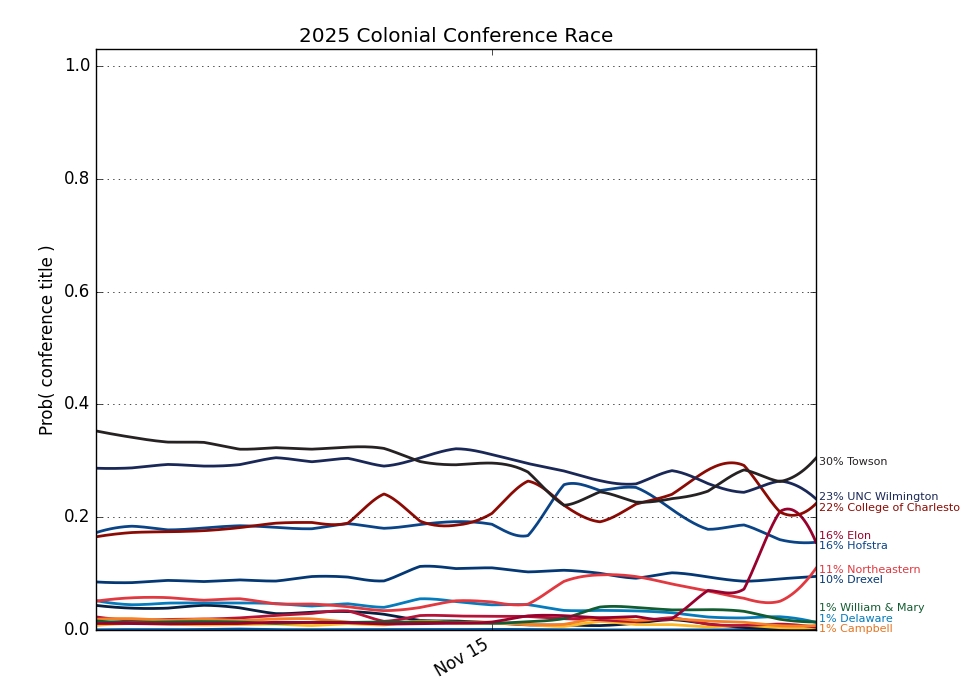 2025 Colonial Conference Race
Prob( conference title )
1.0
0.8
0.6
0.4
0.2
0.0
Nov 15
30% Towson
23% UNC Wilmington
22% College of Charlesto
16% Elon
16% Hofstra
11% Northeastern
10% Drexel
1% William & Mary
1% Delaware
1% Campbell